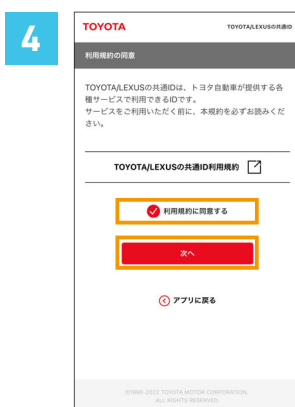 4
TOYOTA
TOYOTA/LEXUSの共通ID
利用規約の同意
TOYOTA/LEXUSの共通IDは、トヨタ自動車が提供する各
種サービスで利用できるIDです。
サービスをご利用いただく前に、本規約を必ずお読みくだ
さい。
TOYOTA/LEXUSの共通ID利用規約
利用規約に同意する
次へ
アプリに戻る
©1995-2022 TOYOTA MOTOR CORPORATION.
ALL RIGHTS RESERVED.